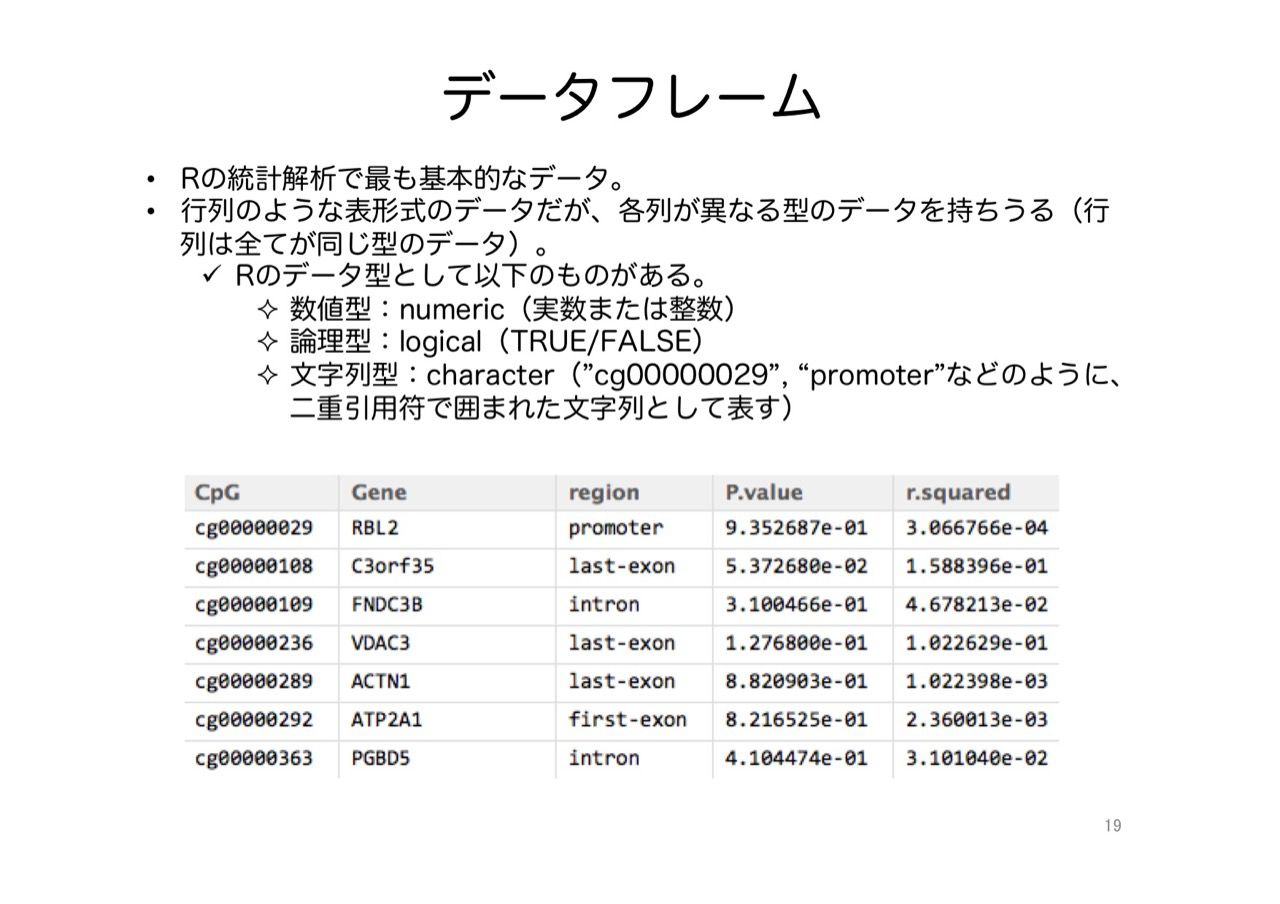 データフレーム
• Rの統計解析で最も基本的なデータ。
• 行列のような表形式のデータだが、各列が異なる型のデータを持ちうる（行
列は全てが同じ型のデータ）。
✓ Rのデータ型として以下のものがある。
✧ 数値型：numeric（実数または整数）
✧ 論理型：logical（TRUE/FALSE）
✧ 文字列型：character（”cg00000029”, “promoter”などのように、
二重引用符で囲まれた文字列として表す）
CpG Gene region P.value r.squared
cg00000029 RBL2 promoter 9.352687e-01 3.066766e-04
cg00000108 C3orf35 last-exon 5.372680e-02 1.588396e-01
cg00000109 FNDC3B intron 3.100466e-01 4.678213e-02
cg00000236 VDAC3 last-exon 1.276800e-01 1.022629e-01
cg00000289 ACTN1 last-exon 8.820903e-01 1.022398e-03
cg00000292 ATP2A1 first-exon 8.216525e-01 2.360013e-03
cg00000363 PGBD5 intron 4.104474e-01 3.101040e-02
19